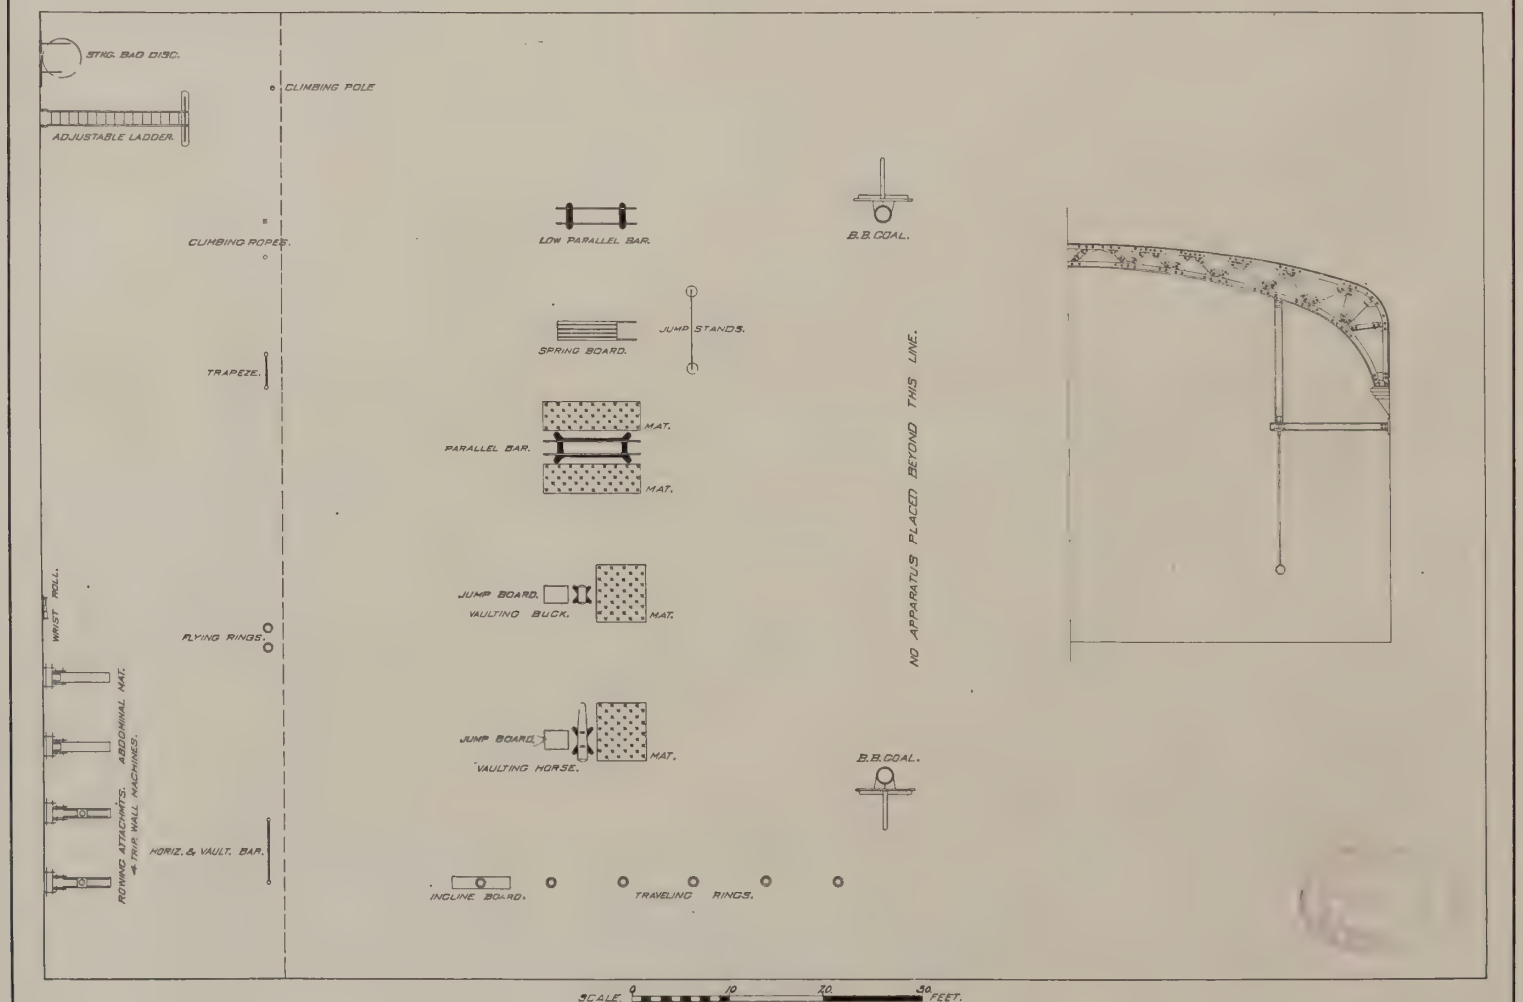 STKG. BAG DISC.
CLIMBING POLE
ADJUSTABLE LADDER.
CLIMBING ROPES.
LOW PARALLEL BAR.
B.B. GOAL.
JUMP STANDS.
SPRING BOARD.
TRAPEZE.
MAT.
PARALLEL BAR.
MAT.
NO APPARATUS PLACED BEYOND THIS LINE.
WRIST ROLL.
JUMP BOARD.
VAULTING BUCK.
MAT.
FLYING RINGS.
ROWING ATTACHMTS. ABDOMINAL MAT.
4 TRIP. WALL MACHINES.
JUMP BOARD.
MAT.
VAULTING HORSE.
B.B. GOAL.
HORIZ. & VAULT. BAR.
INCLINE BOARD.
TRAVELING RINGS.
SCALE. 0 10 20. 30 FEET.